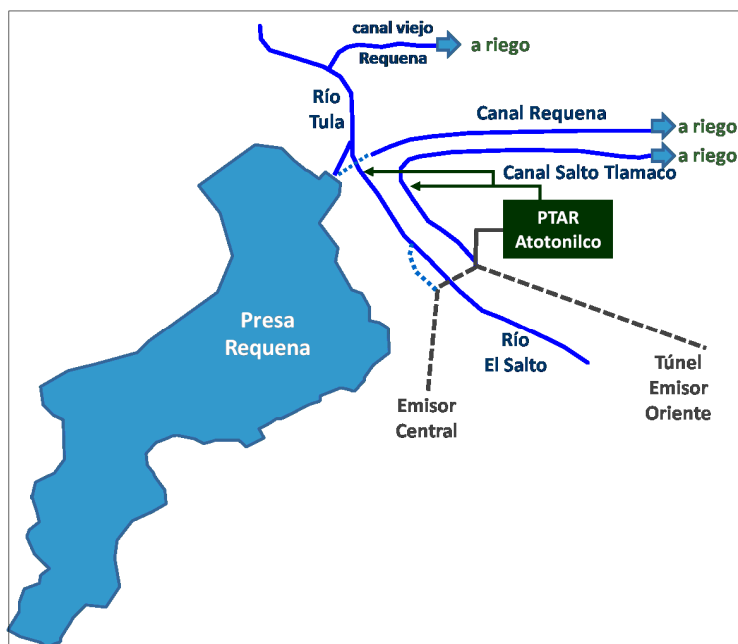 canal viejo
Requena
a riego
Río
Tula
Canal Requena
a riego
Canal Salto Tlamaco
a riego
PTAR
Atotonilco
Presa
Requena
Río
El Salto
Túnel
Emisor
Oriente
Emisor
Central